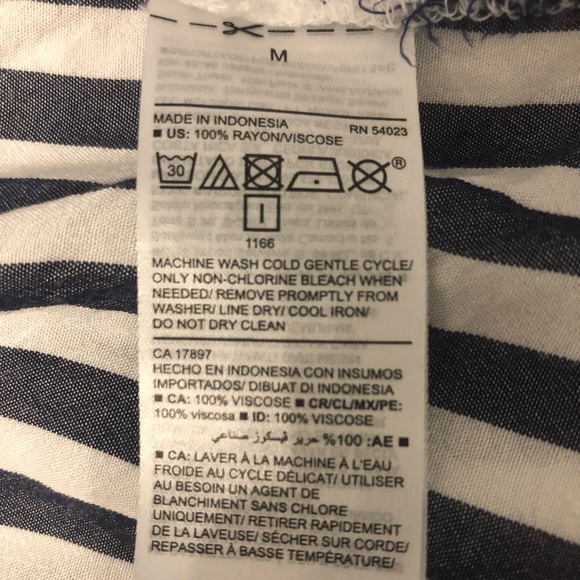 M
MADE IN INDONESIA RN 54023
■ US: 100% RAYON/VISCOSE
30
®
1166
MACHINE WASH COLD GENTLE CYCLE/
ONLY NON-CHLORINE BLEACH WHEN
NEEDED/ REMOVE PROMPTLY FROM
WASHER/ LINE DRY/ COOL IRON/
DO NOT DRY CLEAN
CA 17897
HECHO EN INDONESIA CON INSUMOS
IMPORTADOS/ DIBUAT DI INDONESIA
■ CA: 100% VISCOSE ■ CR/CL/MX/PE:
100% viscosa ■ ID: 100% VISCOSE
■ AE: 100% حرير فيسكوز صناعي
■ CA: LAVER À LA MACHINE À L'EAU
FROIDE AU CYCLE DÉLICAT/ UTILISER
AU BESOIN UN AGENT DE
BLANCHIMENT SANS CHLORE
UNIQUEMENT/ RETIRER RAPIDEMENT
DE LA LAVEUSE/ SÉCHER SUR CORDE/
REPASSER À BASSE TEMPÉRATURE/